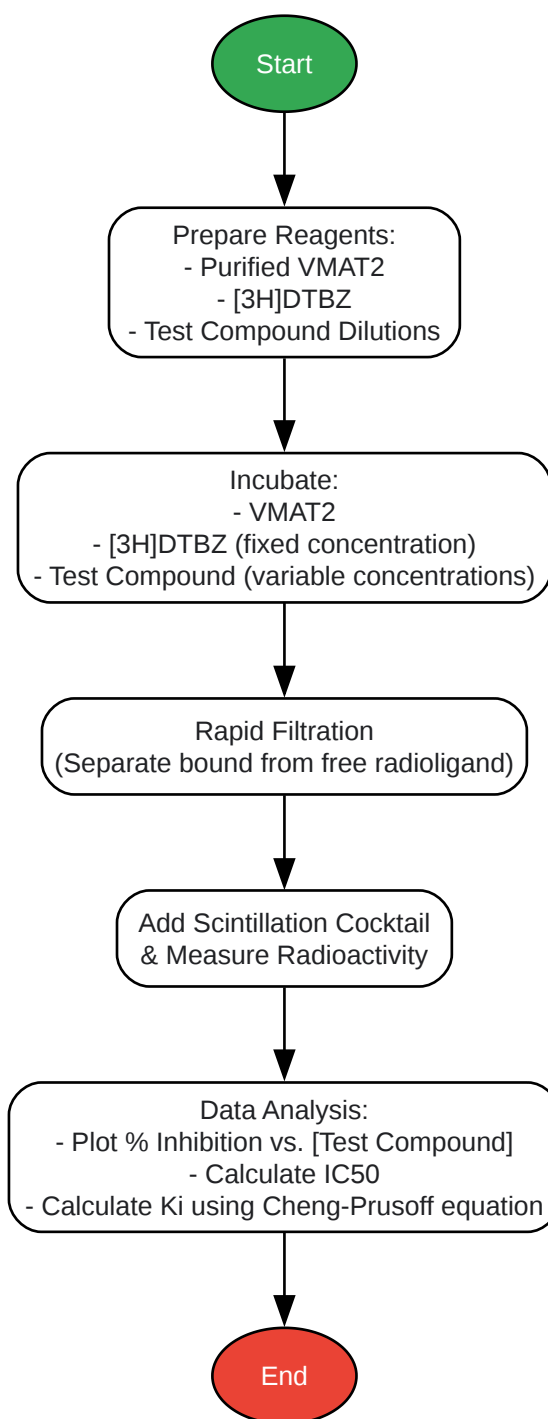 Start
Prepare Reagents:
- Purified VMAT2
- [3H]DTBZ
- Test Compound Dilutions
Incubate:
- VMAT2
- [3H]DTBZ (fixed concentration)
- Test Compound (variable concentrations)
Rapid Filtration
(Separate bound from free radioligand)
Add Scintillation Cocktail
& Measure Radioactivity
Data Analysis:
- Plot % Inhibition vs. [Test Compound]
- Calculate IC50
- Calculate Ki using Cheng-Prusoff equation
End